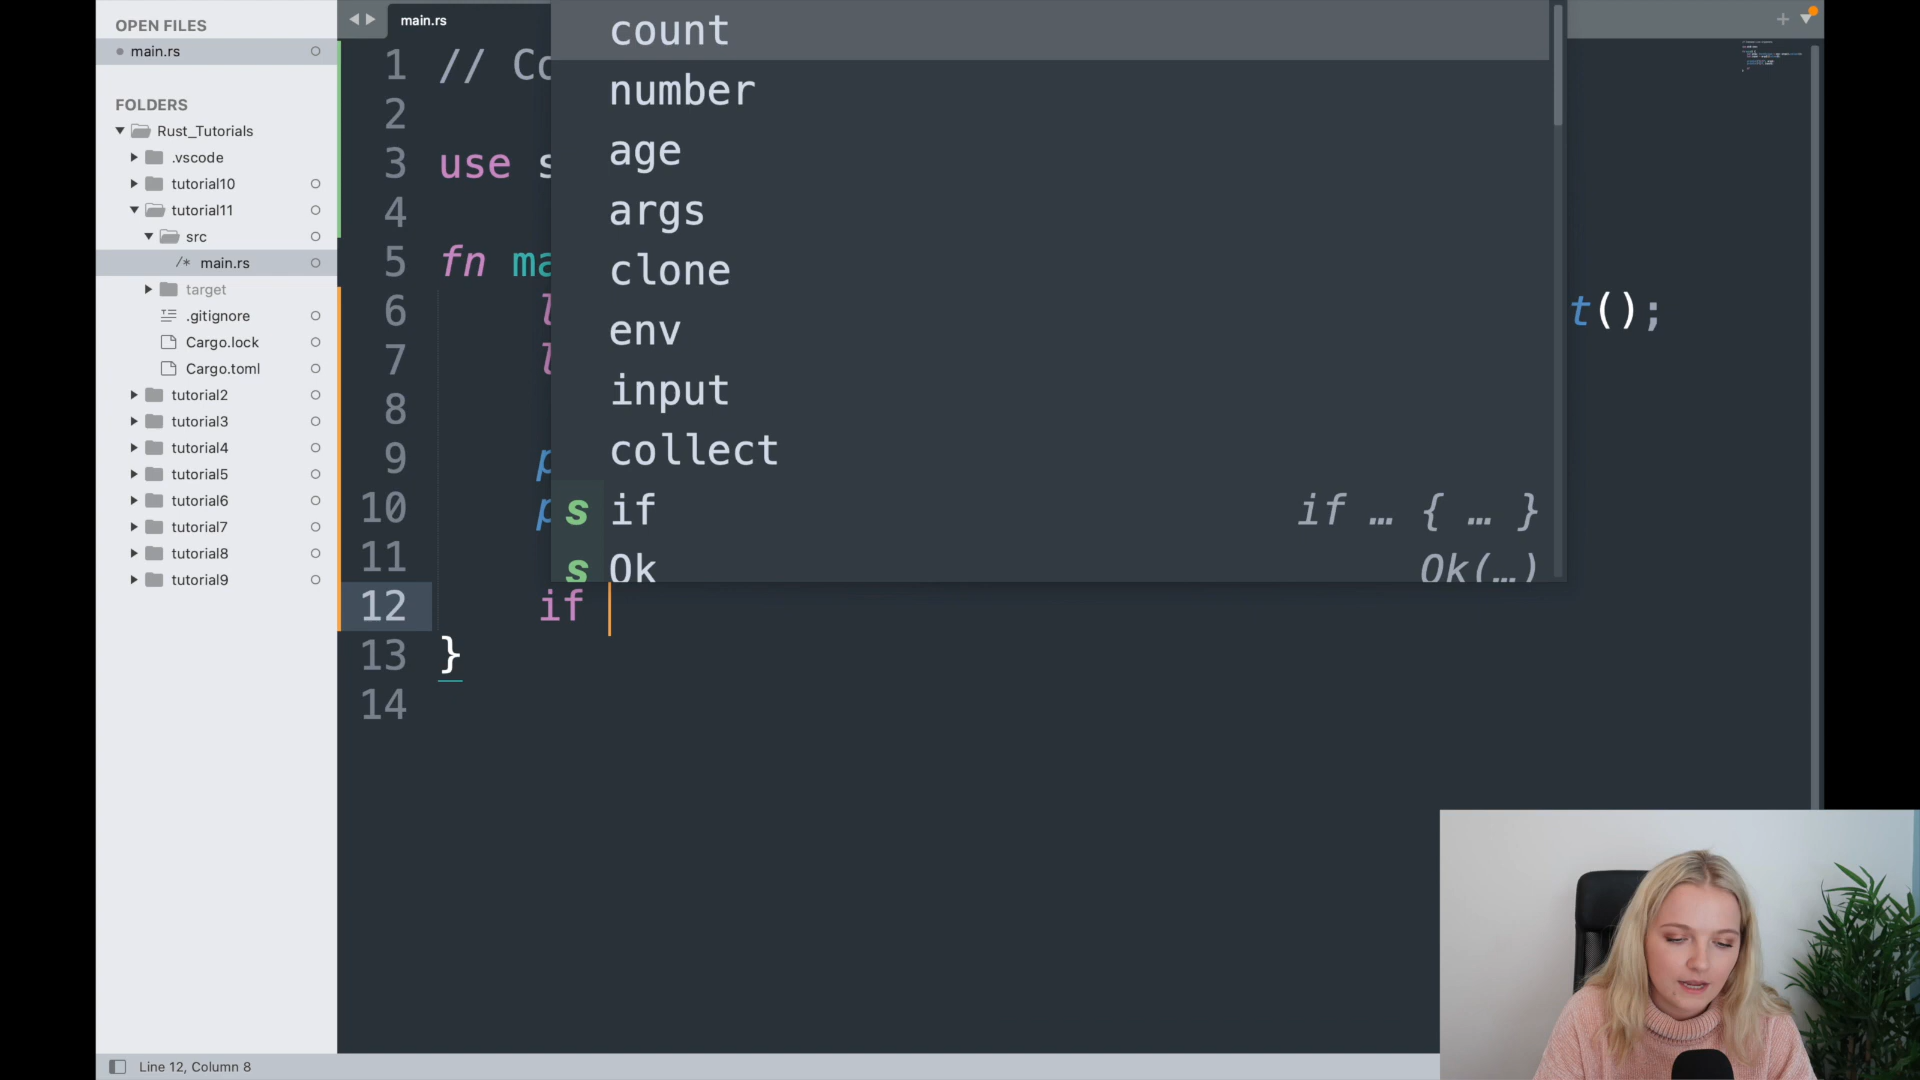 OPEN FILES
main.rs
FOLDERS
Rust_Tutorials
.vscode
tutorial10
tutorial11
src
/* main.rs
target
.gitignore
Cargo.lock
Cargo.toml
tutorial2
tutorial3
tutorial4
tutorial5
tutorial6
tutorial7
tutorial8
tutorial9
main.rs
1 // Co
2
3 use s
4
5 fn ma
6 l t();
7 l
8
9 p
10 p
11
12 if
13 }
14
count
number
age
args
clone
env
input
collect
s if if … { … }
s Ok Ok(…)
Line 12, Column 8